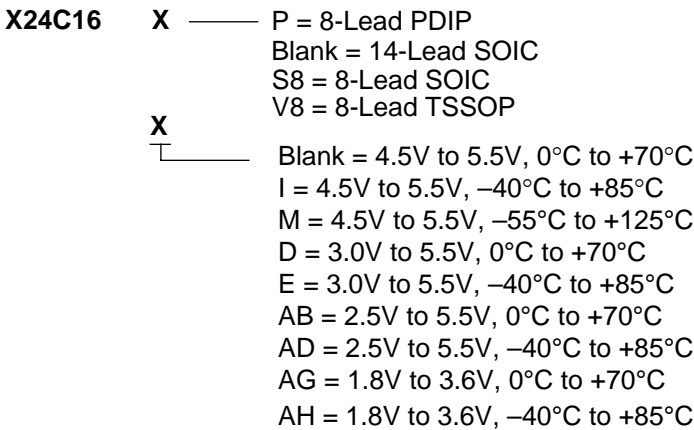 X24C16 X P = 8-Lead PDIP
Blank = 14-Lead SOIC
S8 = 8-Lead SOIC
V8 = 8-Lead TSSOP
X
Blank = 4.5V to 5.5V, 0°C to +70°C
I = 4.5V to 5.5V, –40°C to +85°C
M = 4.5V to 5.5V, –55°C to +125°C
D = 3.0V to 5.5V, 0°C to +70°C
E = 3.0V to 5.5V, –40°C to +85°C
AB = 2.5V to 5.5V, 0°C to +70°C
AD = 2.5V to 5.5V, –40°C to +85°C
AG = 1.8V to 3.6V, 0°C to +70°C
AH = 1.8V to 3.6V, –40°C to +85°C